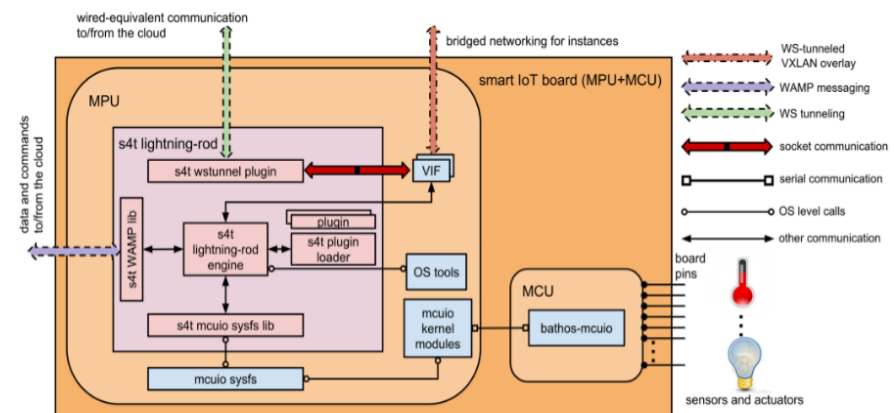 wired-equivalent communication
to/from the cloud
bridged networking for instances
smart IoT board (MPU+MCU)
MPU
s4t lightning-rod
s4t wstunnel plugin
VIF
data and commands
to/from the cloud
s4t WAMP lib
s4t
lightning-rod
engine
plugin
s4t plugin
loader
OS tools
s4t mcuio sysfs lib
mcuio sysfs
mcuio
kernel
modules
MCU
bathos-mcuio
WS-tunneled
VXLAN overlay
WAMP messaging
WS tunneling
socket communication
serial communication
OS level calls
other communication
board
pins
sensors and actuators